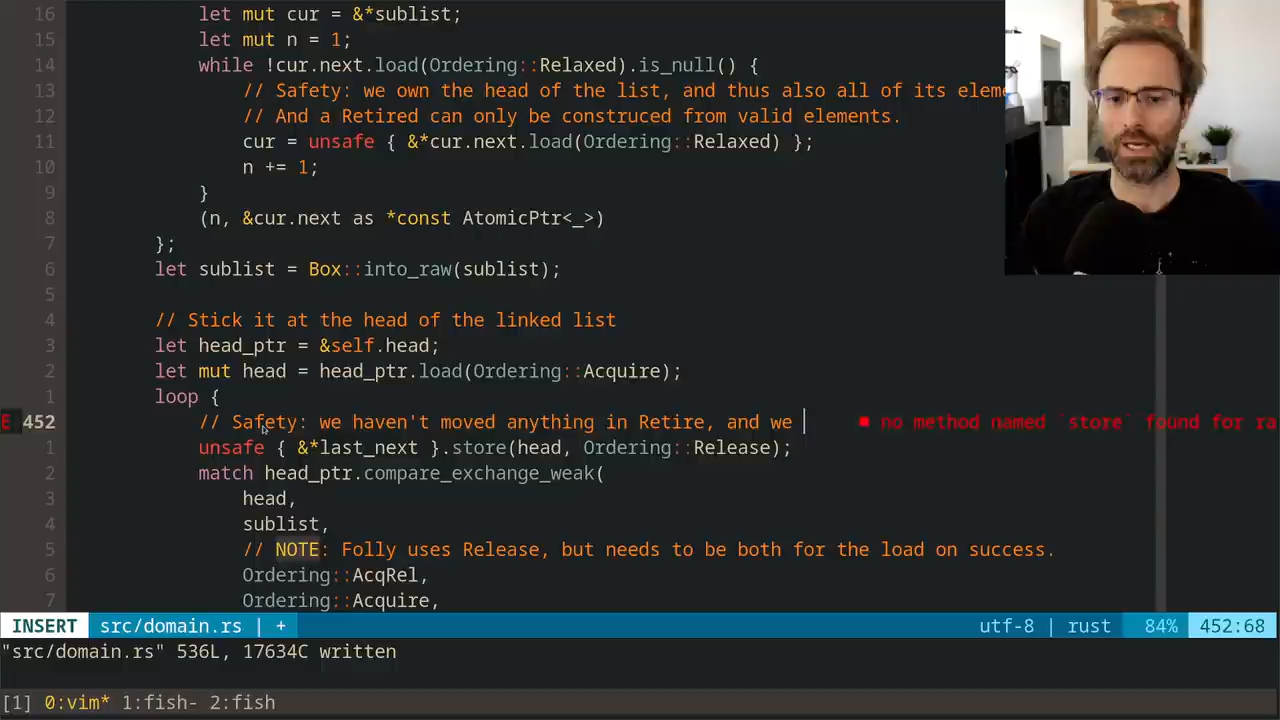 16 let mut cur = &*sublist;
15 let mut n = 1;
14 while !cur.next.load(Ordering::Relaxed).is_null() {
13 // Safety: we own the head of the list, and thus also all of its eleme
12 // And a Retired can only be construced from valid elements.
11 cur = unsafe { &*cur.next.load(Ordering::Relaxed) };
10 n += 1;
9 }
8 (n, &cur.next as *const AtomicPtr<_>)
7 };
6 let sublist = Box::into_raw(sublist);
5
4 // Stick it at the head of the linked list
3 let head_ptr = &self.head;
2 let mut head = head_ptr.load(Ordering::Acquire);
1 loop {
E 452 // Safety: we haven't moved anything in Retire, and we ■ no method named `store` found for ra
1 unsafe { &*last_next }.store(head, Ordering::Release);
2 match head_ptr.compare_exchange_weak(
3 head,
4 sublist,
5 // NOTE: Folly uses Release, but needs to be both for the load on success.
6 Ordering::AcqRel,
7 Ordering::Acquire,
INSERT src/domain.rs | + utf-8 | rust 84% 452:68
"src/domain.rs" 536L, 17634C written
[1] 0:vim* 1:fish- 2:fish